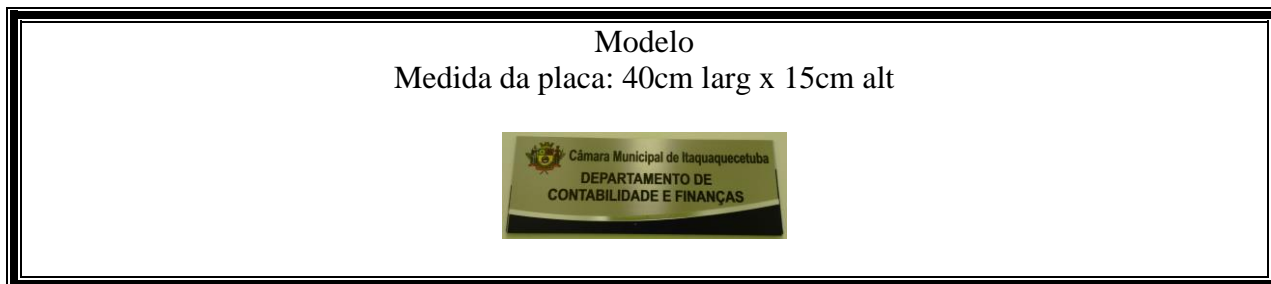 Modelo
Medida da placa: 40cm larg x 15cm alt
Câmara Municipal de Itaquaquecetuba
DEPARTAMENTO DE
CONTABILIDADE E FINANÇAS